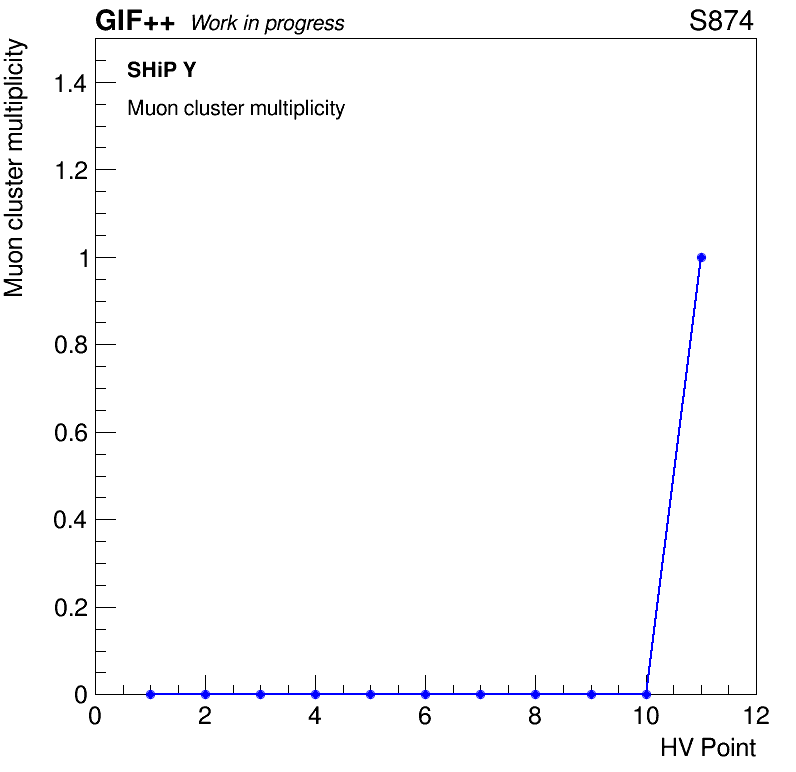 GIF++ Work in progress S874
SHiP Y
Muon cluster multiplicity
Muon cluster multiplicity
1.4
1.2
1
0.8
0.6
0.4
0.2
0
0 2 4 6 8 10 12
HV Point